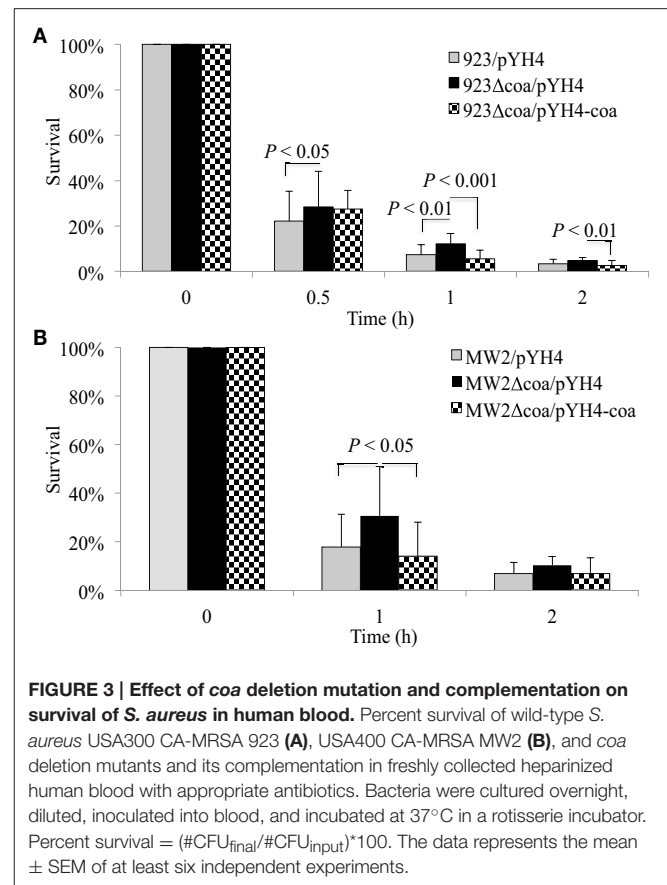 A
100%
80%
60%
40%
20%
0%
Survival
923/pYH4
923Δcoa/pYH4
923Δcoa/pYH4-coa
P < 0.05
P < 0.001
P < 0.01
P < 0.01
0 0.5 1 2
Time (h)
B
100%
80%
60%
40%
20%
0%
Survival
MW2/pYH4
MW2Δcoa/pYH4
MW2Δcoa/pYH4-coa
P < 0.05
0 1 2
Time (h)
FIGURE 3 | Effect of coa deletion mutation and complementation on
survival of S. aureus in human blood. Percent survival of wild-type S.
aureus USA300 CA-MRSA 923 (A), USA400 CA-MRSA MW2 (B), and coa
deletion mutants and its complementation in freshly collected heparinized
human blood with appropriate antibiotics. Bacteria were cultured overnight,
diluted, inoculated into blood, and incubated at 37°C in a rotisserie incubator.
Percent survival = (#CFUfinal/#CFUinput)*100. The data represents the mean
± SEM of at least six independent experiments.